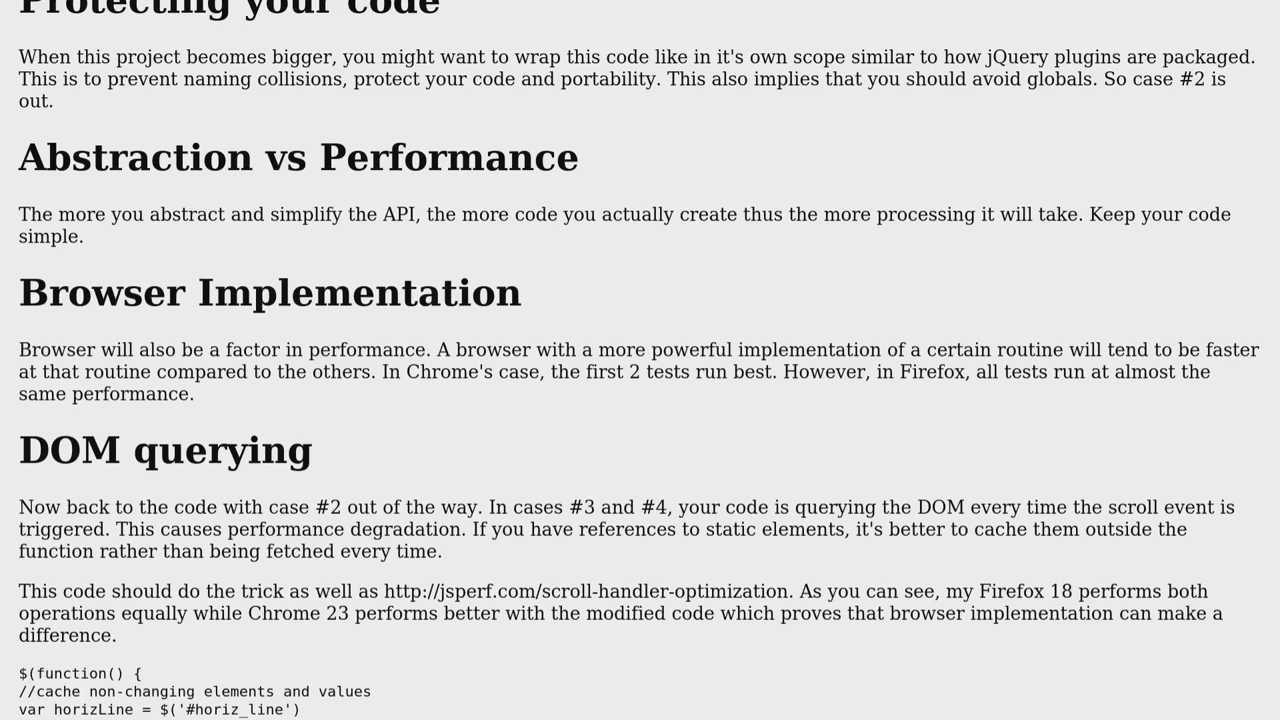 Protecting your code
When this project becomes bigger, you might want to wrap this code like in it's own scope similar to how jQuery plugins are packaged.
This is to prevent naming collisions, protect your code and portability. This also implies that you should avoid globals. So case #2 is
out.
Abstraction vs Performance
The more you abstract and simplify the API, the more code you actually create thus the more processing it will take. Keep your code
simple.
Browser Implementation
Browser will also be a factor in performance. A browser with a more powerful implementation of a certain routine will tend to be faster
at that routine compared to the others. In Chrome's case, the first 2 tests run best. However, in Firefox, all tests run at almost the
same performance.
DOM querying
Now back to the code with case #2 out of the way. In cases #3 and #4, your code is querying the DOM every time the scroll event is
triggered. This causes performance degradation. If you have references to static elements, it's better to cache them outside the
function rather than being fetched every time.
This code should do the trick as well as http://jsperf.com/scroll-handler-optimization. As you can see, my Firefox 18 performs both
operations equally while Chrome 23 performs better with the modified code which proves that browser implementation can make a
difference.
$(function() {
//cache non-changing elements and values
var horizLine = $('#horiz_line')